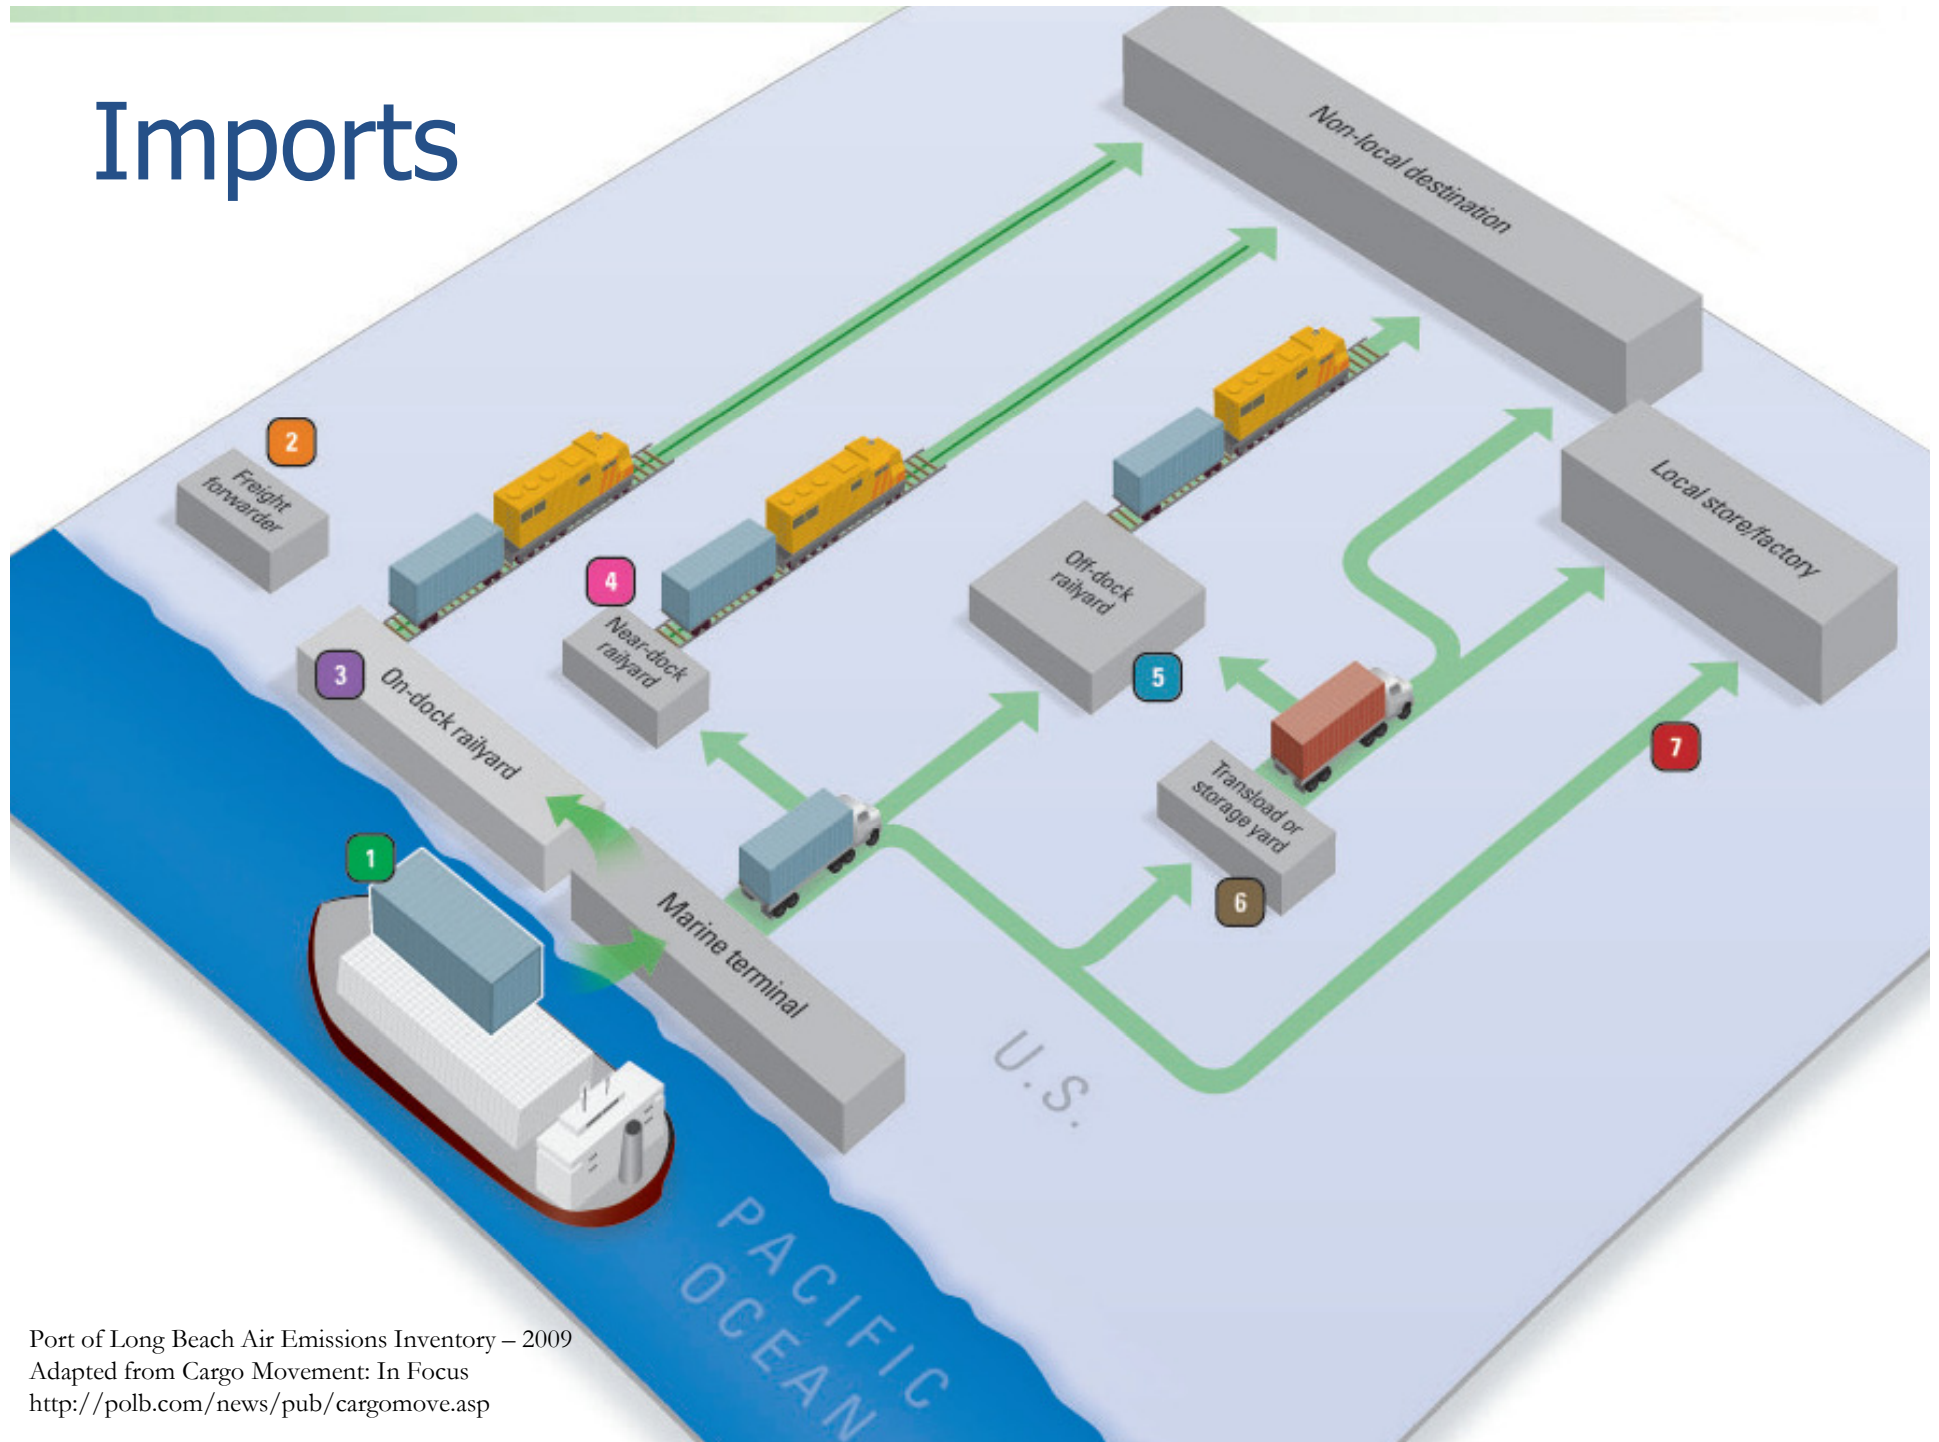 Imports
Non-local destination
2
Freight
forwarder
Local store/factory
4
Off-dock
railyard
Near-dock
railyard
3
On-dock railyard
5
7
Transload or
storage yard
1
6
Marine terminal
U.S.
PACIFIC
OCEAN
Port of Long Beach Air Emissions Inventory – 2009
Adapted from Cargo Movement: In Focus
http://polb.com/news/pub/cargomove.asp